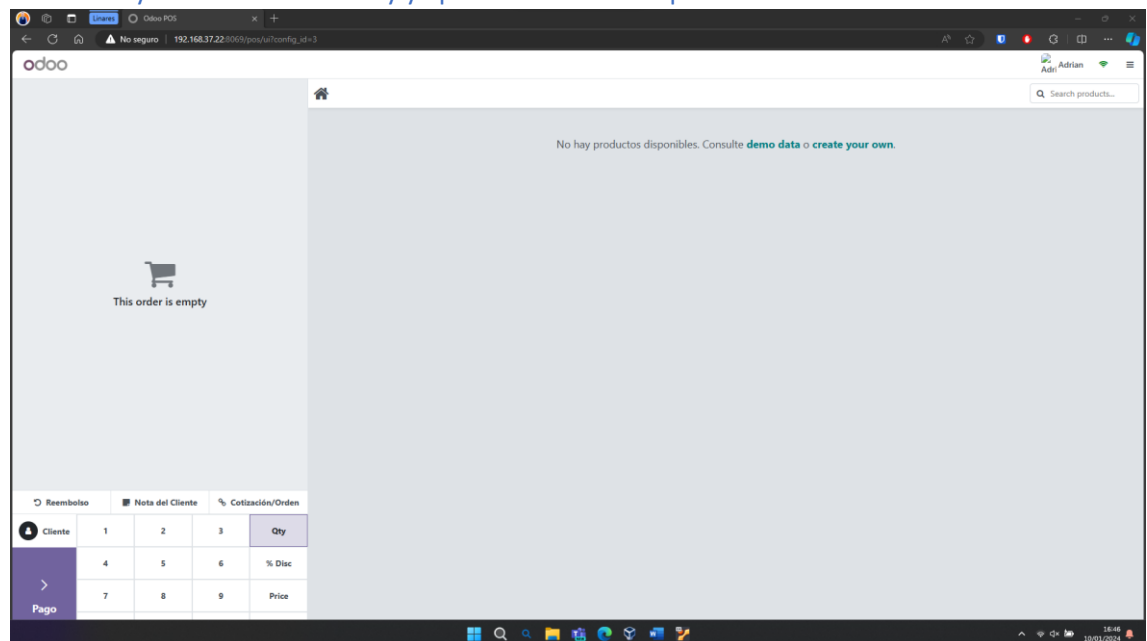 Linares
Odoo POS
No seguro | 192.168.37.22:8069/pos/ui?config_id=3
odoo
Adri Adrian
Search products...
No hay productos disponibles. Consulte demo data o create your own.
This order is empty
Reembolso Nota del Cliente Cotización/Orden
Cliente 1 2 3 Qty
4 5 6 % Disc
7 8 9 Price
Pago
16:46
10/01/2024